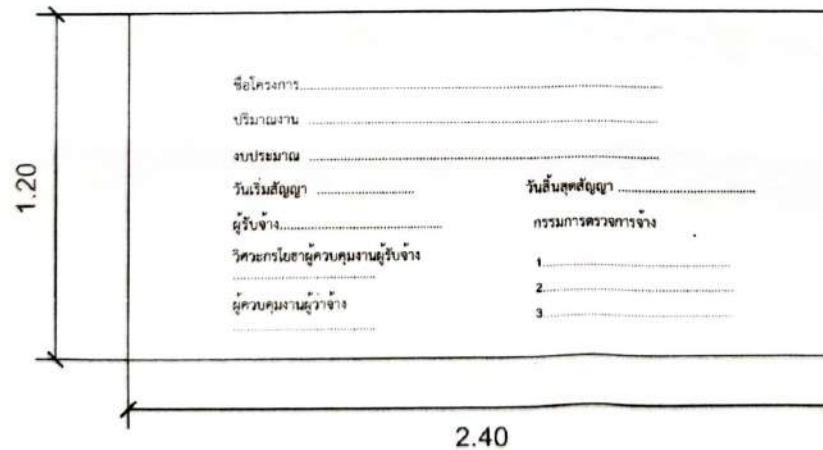 ชื่อโครงการ........................................................................
ปริมาณงาน ......................................................................
งบประมาณ ......................................................................
วันเริ่มสัญญา ........................ วันสิ้นสุดสัญญา ..................................
ผู้รับจ้าง......................................... กรรมการตรวจการจ้าง
วิศวะกรโยธาผู้ควบคุมงานผู้รับจ้าง
....................................
1................................................
ผู้ควบคุมงานผู้ว่าจ้าง
....................................
2................................................
3................................................
1.20
2.40